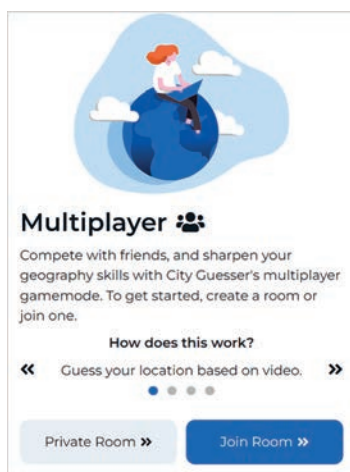 Multiplayer
Compete with friends, and sharpen your
geography skills with City Guesser's multiplayer
gamemode. To get started, create a room or
join one.
How does this work?
« Guess your location based on video. »
Private Room »
Join Room »